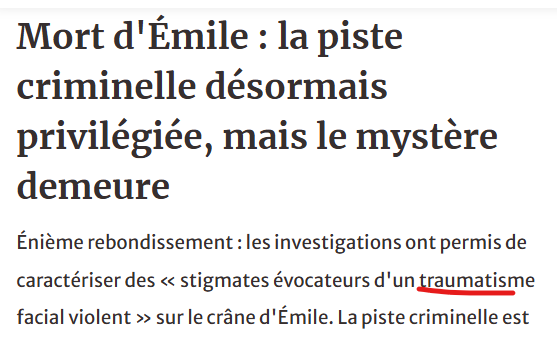 Mort d'Émile : la piste
criminelle désormais
privilégiée, mais le mystère
demeure
Énième rebondissement : les investigations ont permis de
caractériser des « stigmates évocateurs d'un traumatisme
facial violent » sur le crâne d'Émile. La piste criminelle est